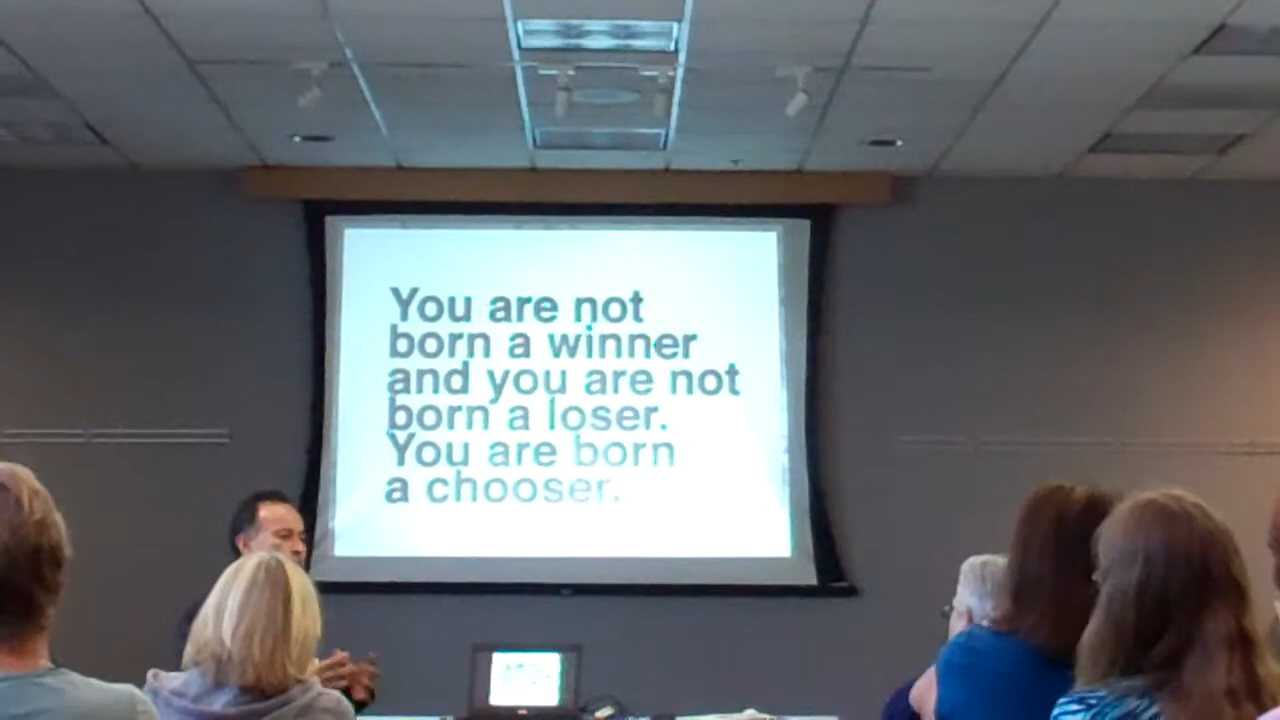 You are not
born a winner
and you are not
born a loser.
You are born
a chooser.